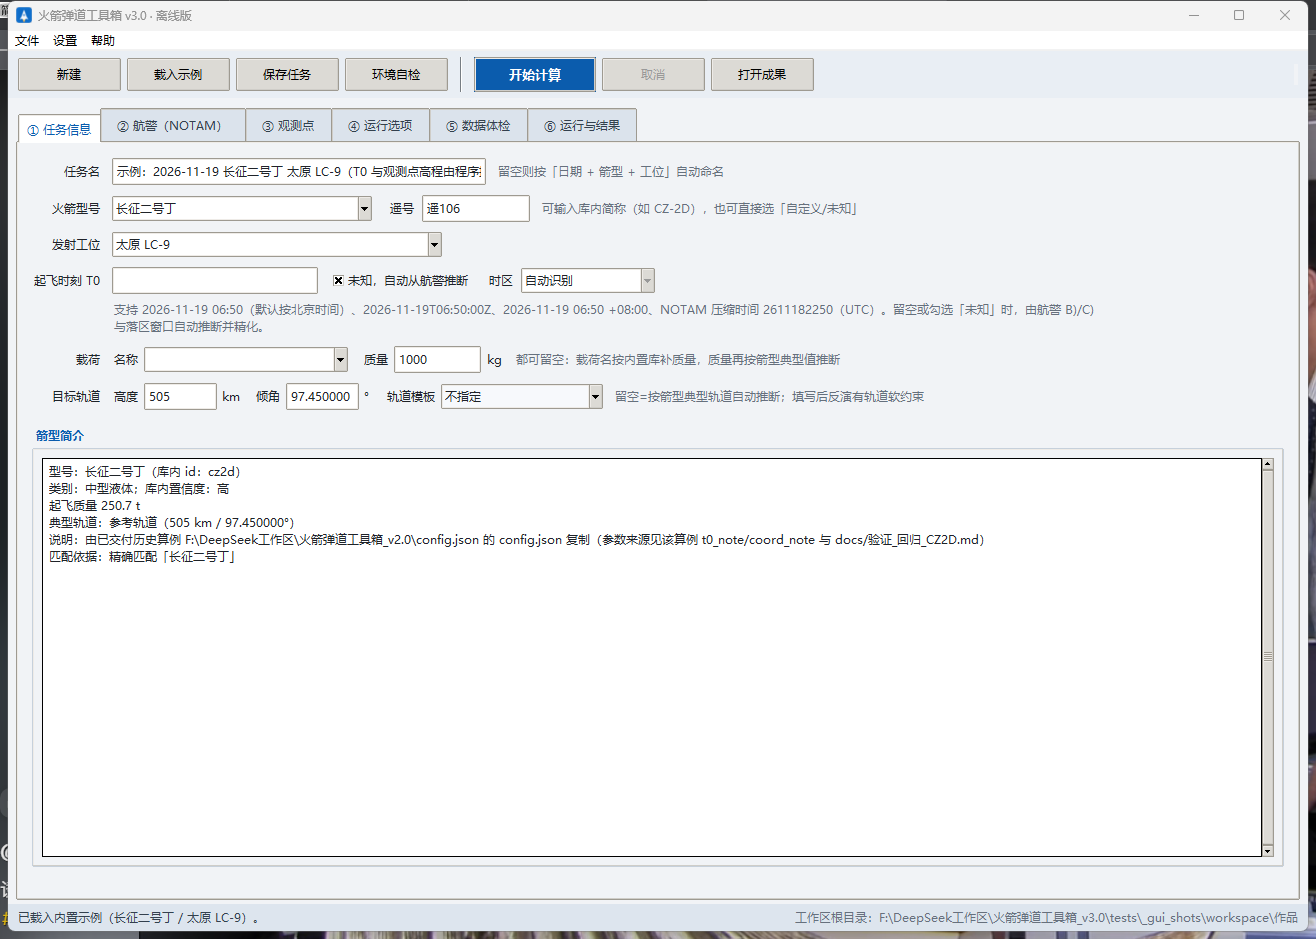 火箭弹道工具箱 v3.0 · 离线版
文件 设置 帮助
新建 载入示例 保存任务 环境自检 开始计算 取消 打开成果
① 任务信息 ② 航警（NOTAM） ③ 观测点 ④ 运行选项 ⑤ 数据体检 ⑥ 运行与结果
任务名 示例：2026-11-19 长征二号丁 太原 LC-9（T0 与观测点高程由程序 留空则按「日期 + 箭型 + 工位」自动命名
火箭型号 长征二号丁 遥号 遥106 可输入库内简称（如 CZ-2D），也可直接选「自定义/未知」
发射工位 太原 LC-9
起飞时刻 T0 未知，自动从航警推断 时区 自动识别
支持 2026-11-19 06:50（默认按北京时间）、2026-11-19T06:50:00Z、2026-11-19 06:50 +08:00、NOTAM 压缩时间 2611182250（UTC）。留空或勾选「未知」时，由航警 B)/C)
与落区窗口自动推断并精化。
载荷 名称 质量 1000 kg 都可留空：载荷名按内置库补质量，质量再按箭型典型值推断
目标轨道 高度 505 km 倾角 97.450000 ° 轨道模板 不指定 留空=按箭型典型轨道自动推断；填写后反演有轨道软约束
箭型简介
型号：长征二号丁（库内 id：cz2d）
类别：中型液体；库内置信度：高
起飞质量 250.7 t
典型轨道：参考轨道（505 km / 97.450000°）
说明：由已交付历史算例 F:\DeepSeek工作区\火箭弹道工具箱_v2.0\config.json 的 config.json 复制（参数来源见该算例 t0_note/coord_note 与 docs/验证_回归_CZ2D.md）
匹配依据：精确匹配「长征二号丁」
已载入内置示例（长征二号丁 / 太原 LC-9）。 工作区根目录：F:\DeepSeek工作区\火箭弹道工具箱_v3.0\tests\_gui_shots\workspace\作品